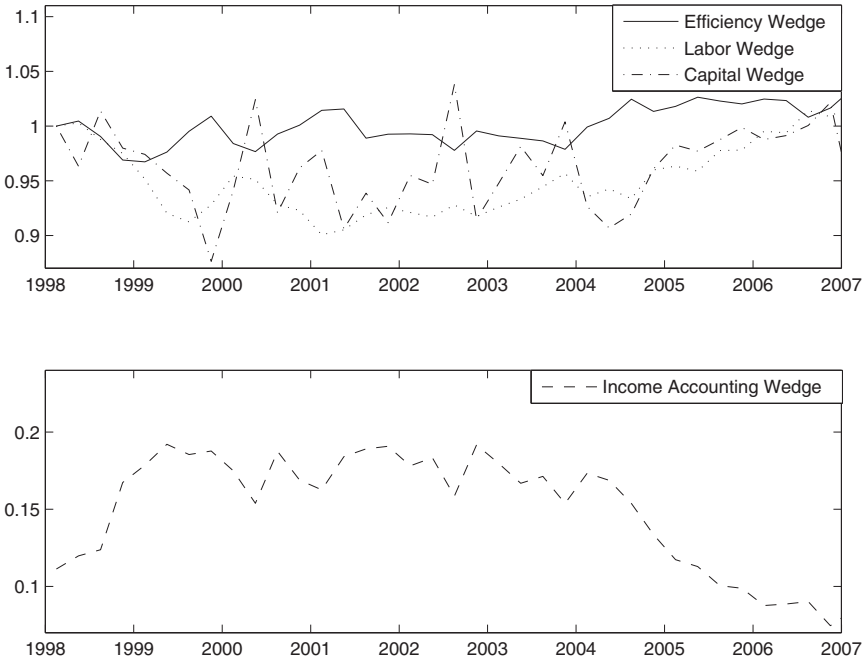 1.1
Efficiency Wedge
Labor Wedge
1.05
Capital Wedge
1
0.95
0.9
1998 1999 2000 2001 2002 2003 2004 2005 2006 2007
Income Accounting Wedge
0.2
0.15
0.1
1998 1999 2000 2001 2002 2003 2004 2005 2006 2007